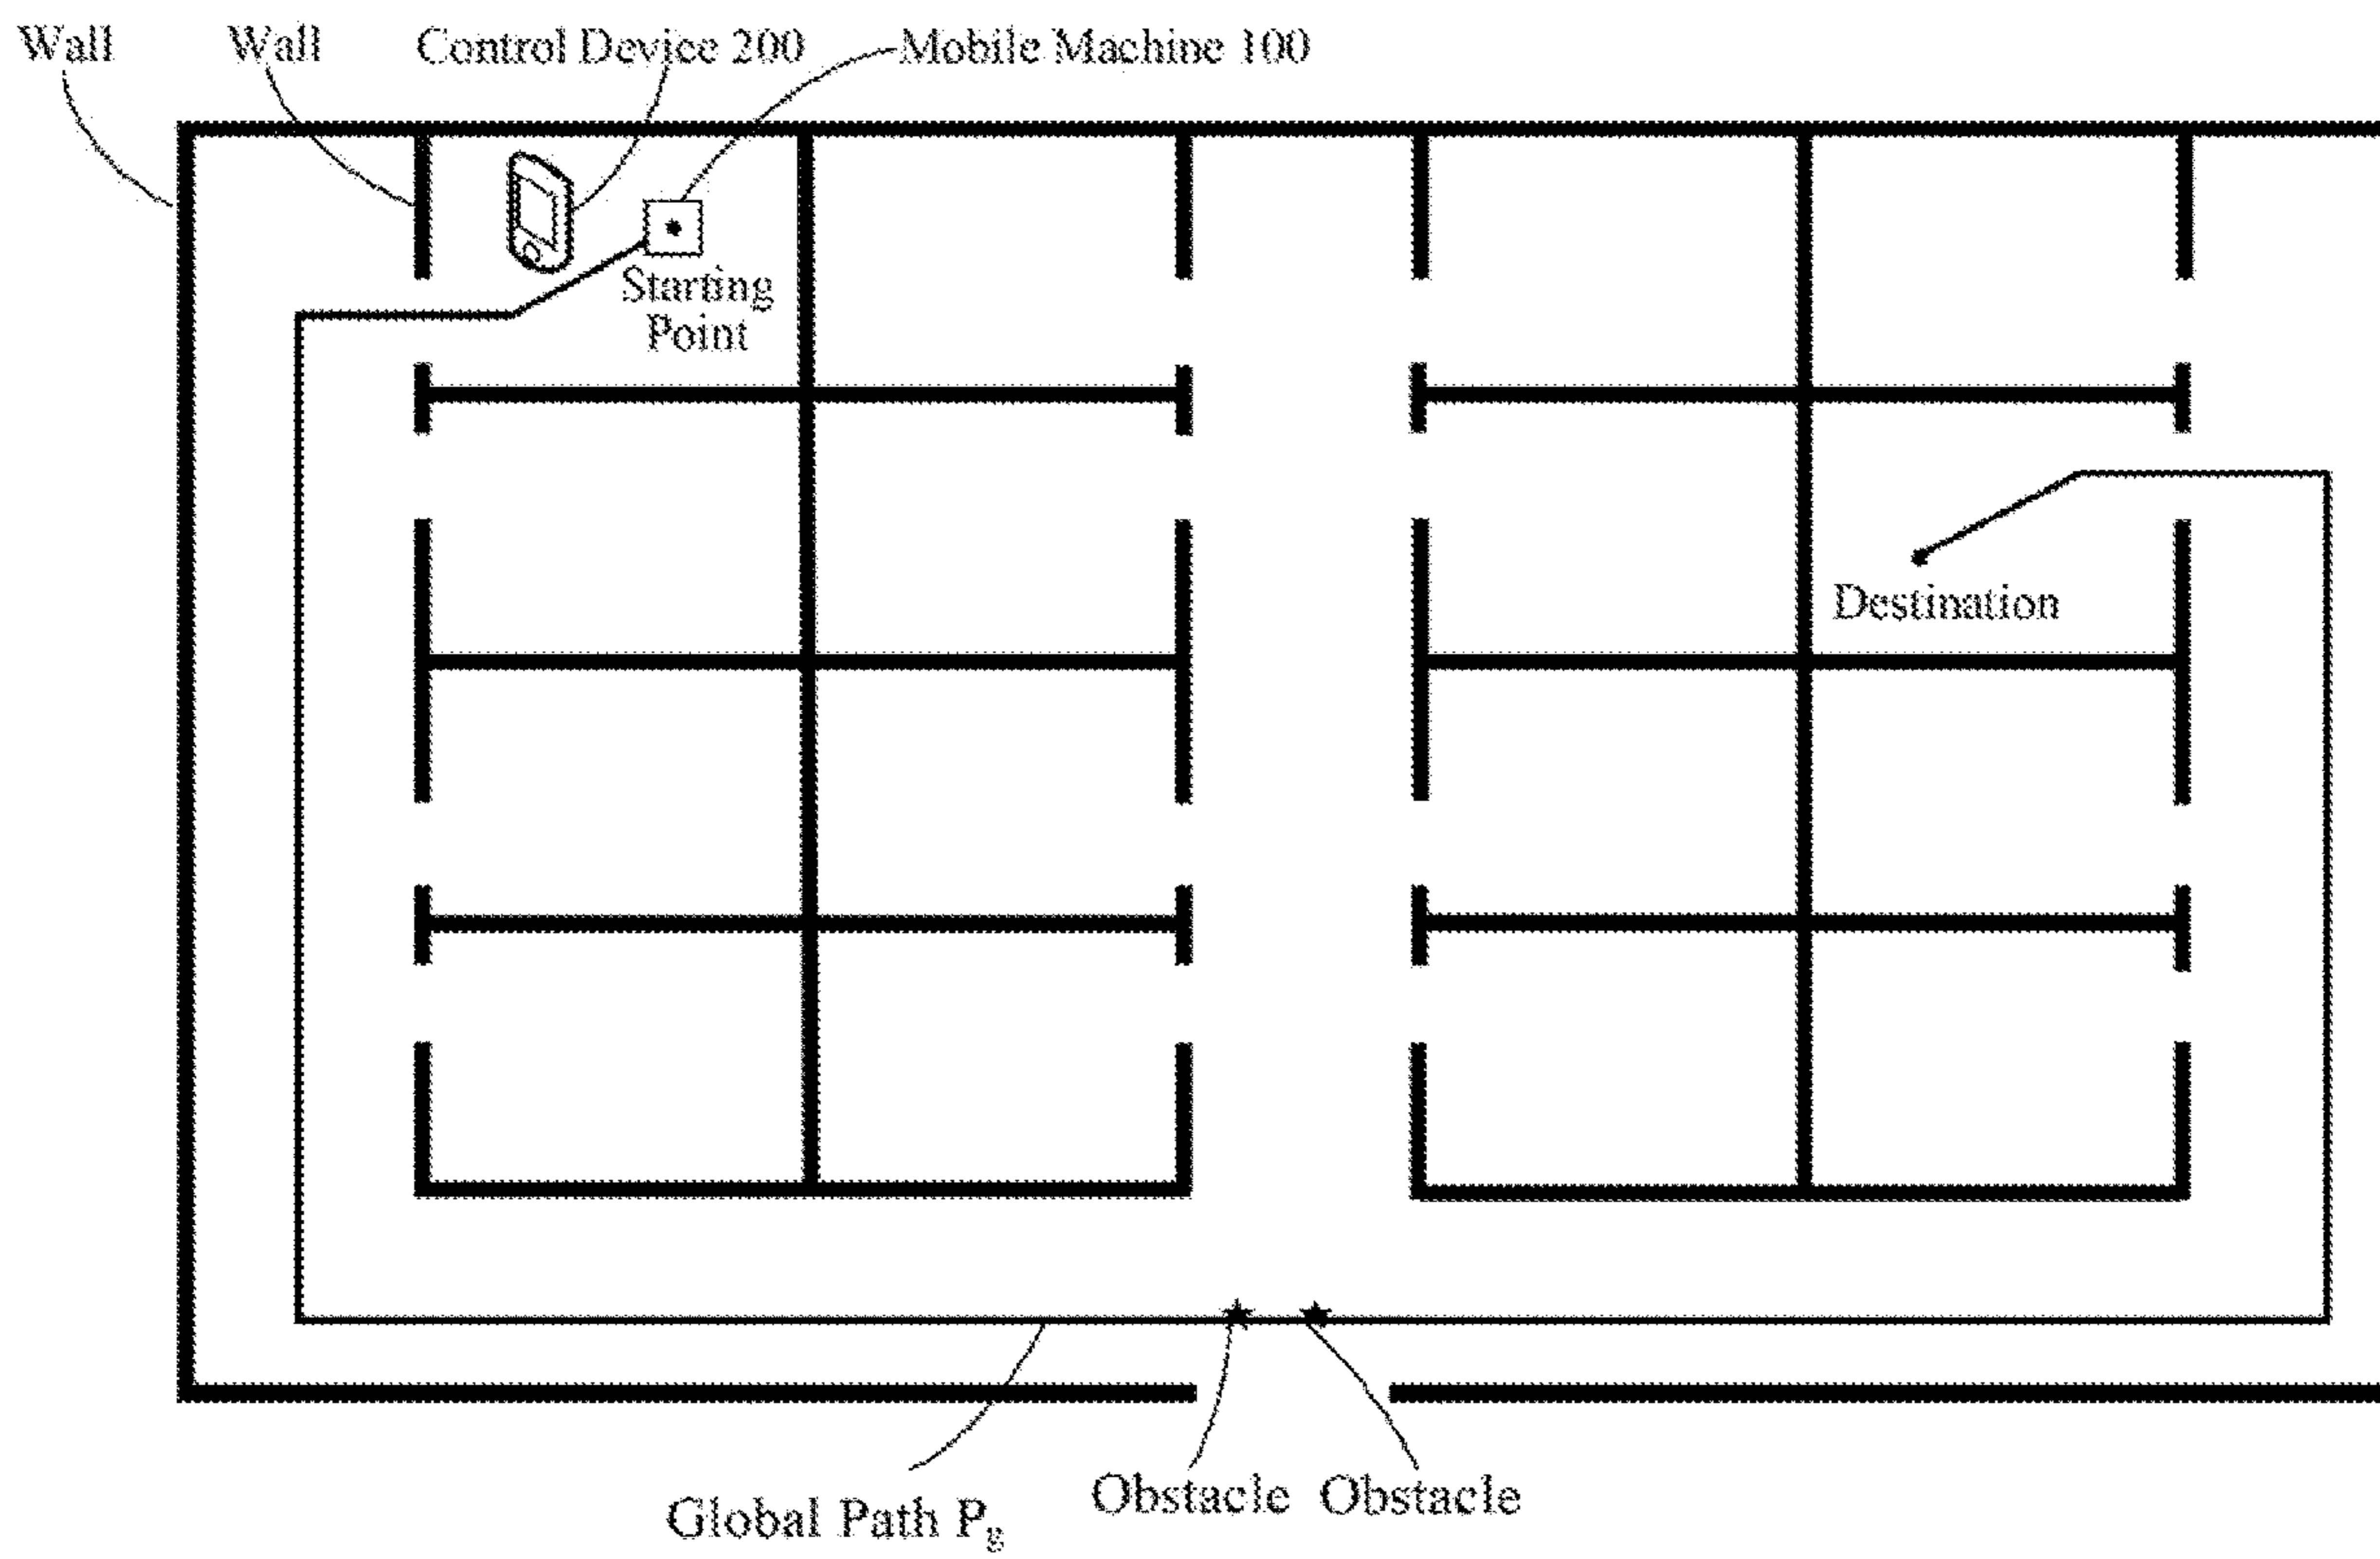 Wall
Wall
Control Device 200
Mobile Machine 100
Starting
Point
Destination
Global Path Pg
Obstacle
Obstacle